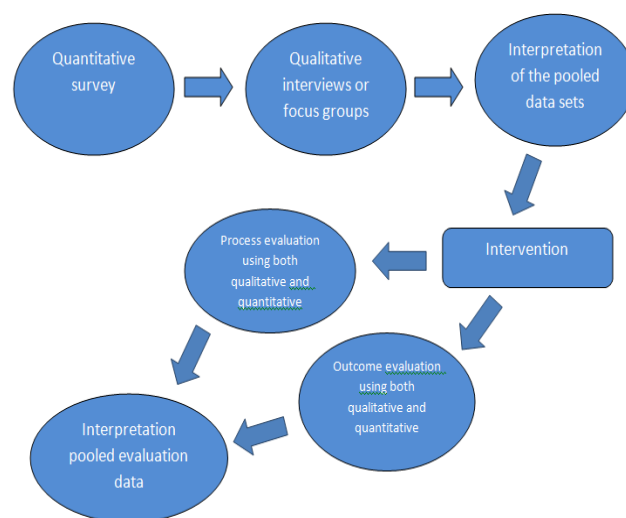 Quantitative
survey
Qualitative
interviews or
focus groups
Interpretation
of the pooled
data sets
Intervention
Process evaluation
using both
qualitative and
quantitative
Outcome evaluation
using both
qualitative and
quantitative
Interpretation
pooled evaluation
data